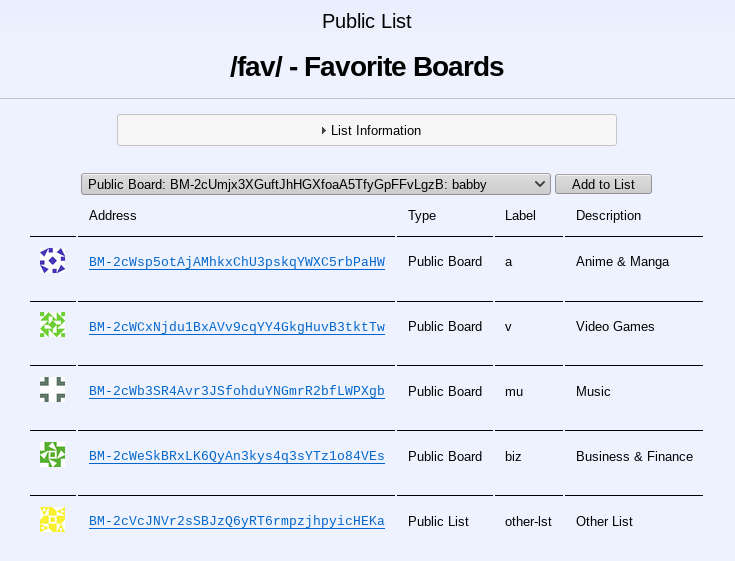 Public List
/fav/ - Favorite Boards
List Information
Public Board: BM-2cUmjx3XGuftJhHGXfoaA5TfyGpFFvLgzB: babby Add to List
Address Type Label Description
BM-2cWsp5otAjAMhkxChU3pskqYWXC5rbPaHW Public Board a Anime & Manga
BM-2cWCxNjdu1BxAVv9cqYY4GkgHuvB3tktTw Public Board v Video Games
BM-2cWb3SR4Avr3JSfohduYNGmrR2bfLWPXgb Public Board mu Music
BM-2cWeSkBRxLK6QyAn3kys4q3sYTz1o84VEs Public Board biz Business & Finance
BM-2cVcJNVr2sSBJzQ6yRT6rmpzjhpyicHEKa Public List other-lst Other List